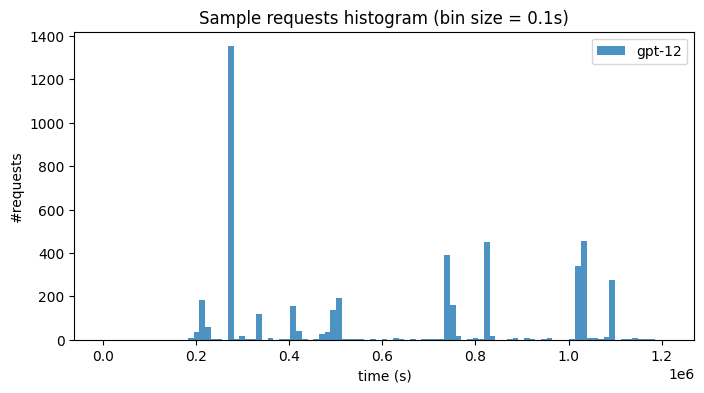 Sample requests histogram (bin size = 0.1s)
1400
1200
1000
800
600
400
200
0
#requests
gpt-12
0.0 0.2 0.4 0.6 0.8 1.0 1.2
1e6
time (s)